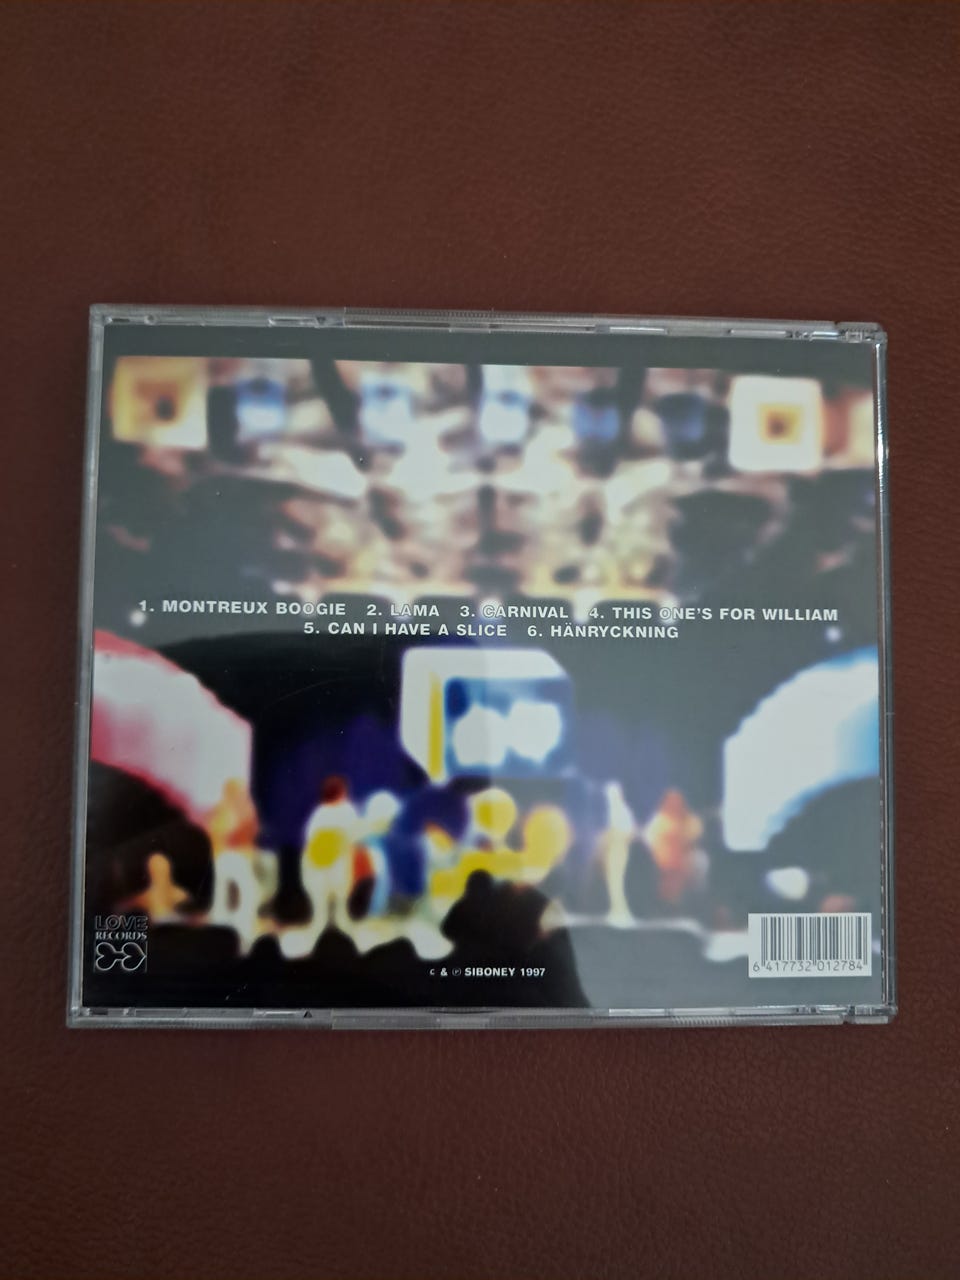 1. MONTREUX BOOGIE 2. LAMA 3. CARNIVAL 4. THIS ONE'S FOR WILLIAM
5. CAN I HAVE A SLICE 6. HÄNRYCKNING
LOVE
RECORDS
C & ℗ SIBONEY 1997
6 417732 012784